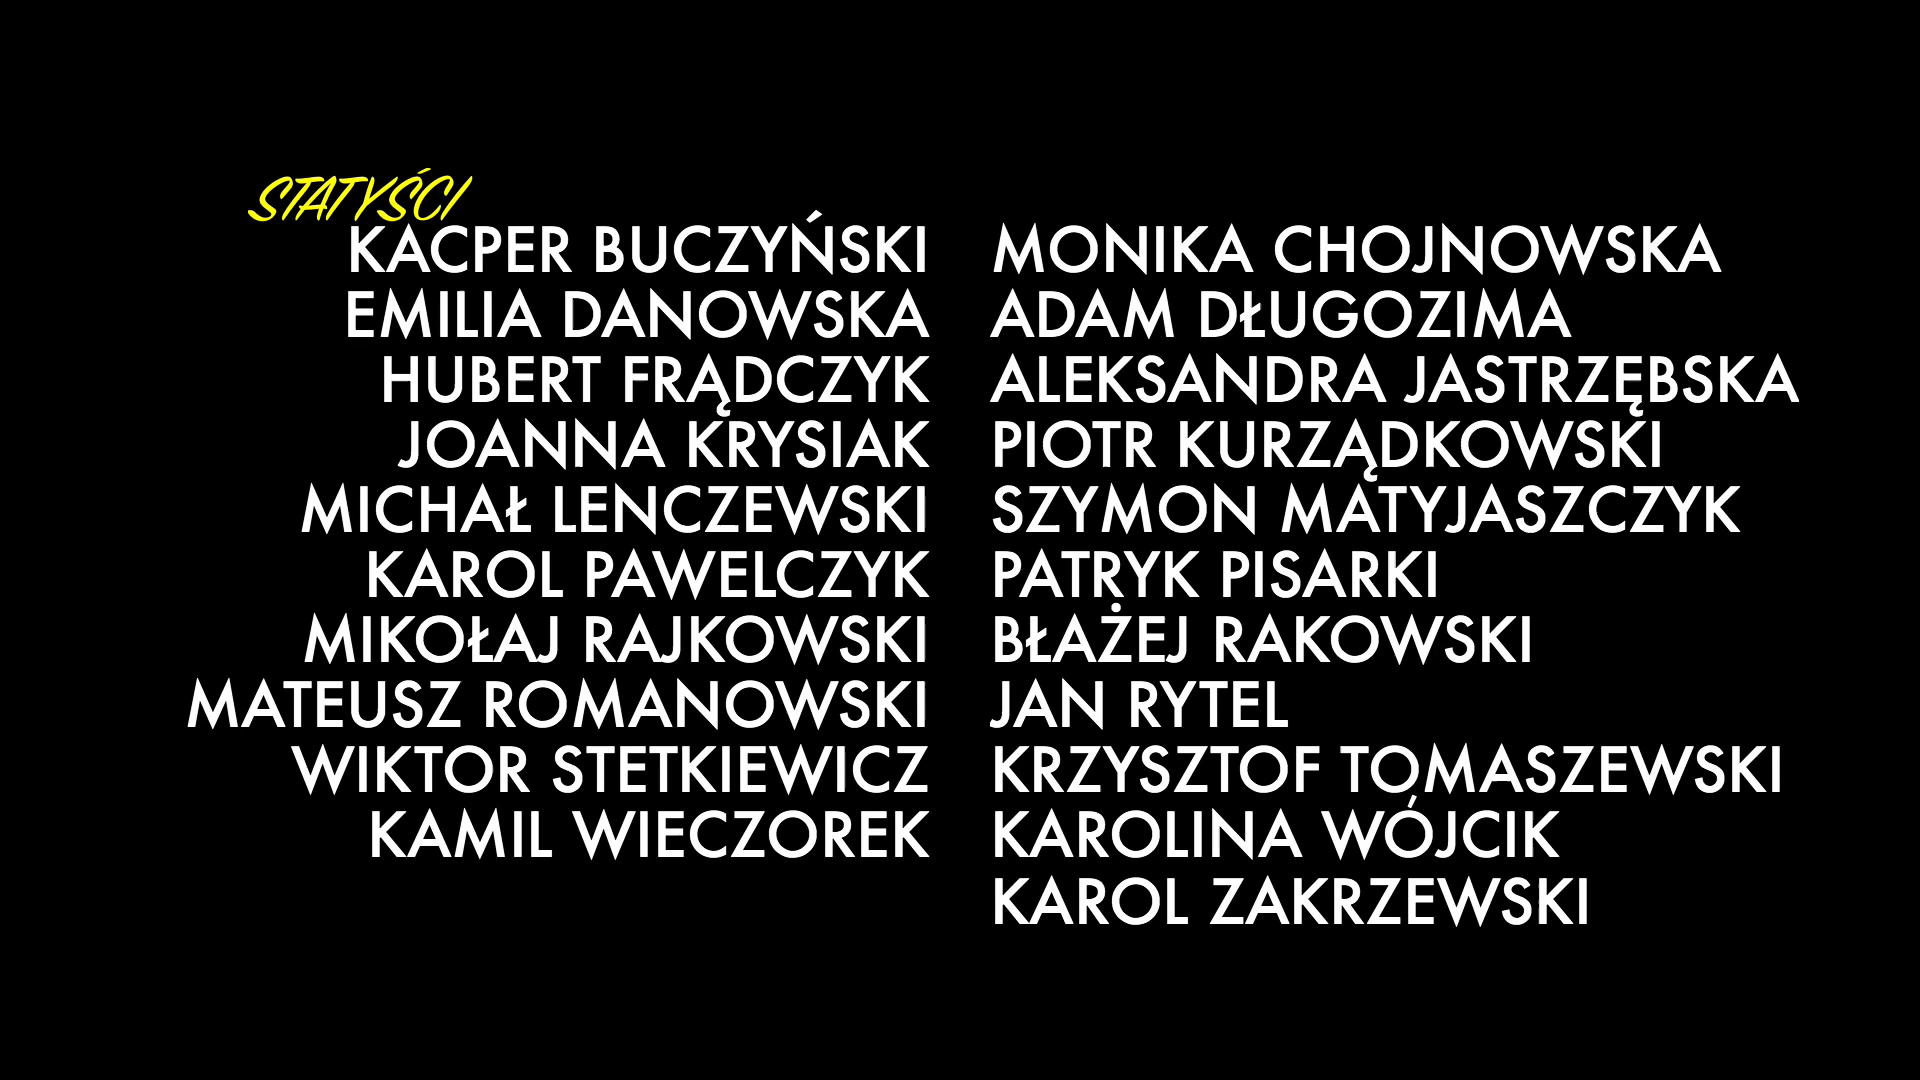 STATYŚCI
KACPER BUCZYŃSKI MONIKA CHOJNOWSKA
EMILIA DANOWSKA ADAM DŁUGOZIMA
HUBERT FRĄDCZYK ALEKSANDRA JASTRZĘBSKA
JOANNA KRYSIAK PIOTR KURZĄDKOWSKI
MICHAŁ LENCZEWSKI SZYMON MATYJASZCZYK
KAROL PAWELCZYK PATRYK PISARKI
MIKOŁAJ RAJKOWSKI BŁAŻEJ RAKOWSKI
MATEUSZ ROMANOWSKI JAN RYTEL
WIKTOR STETKIEWICZ KRZYSZTOF TOMASZEWSKI
KAMIL WIECZOREK KAROLINA WÓJCIK
KAROL ZAKRZEWSKI